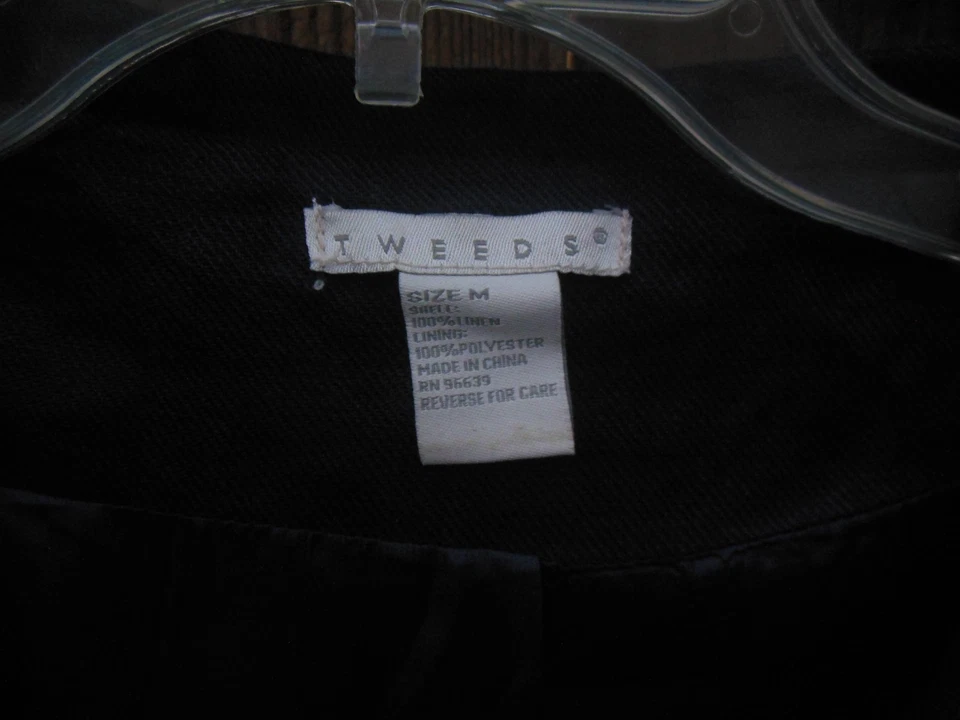 TWEEDS®
SIZE M
SHELL:
100%LINEN
LINING:
100%POLYESTER
MADE IN CHINA
RN 96639
REVERSE FOR CARE